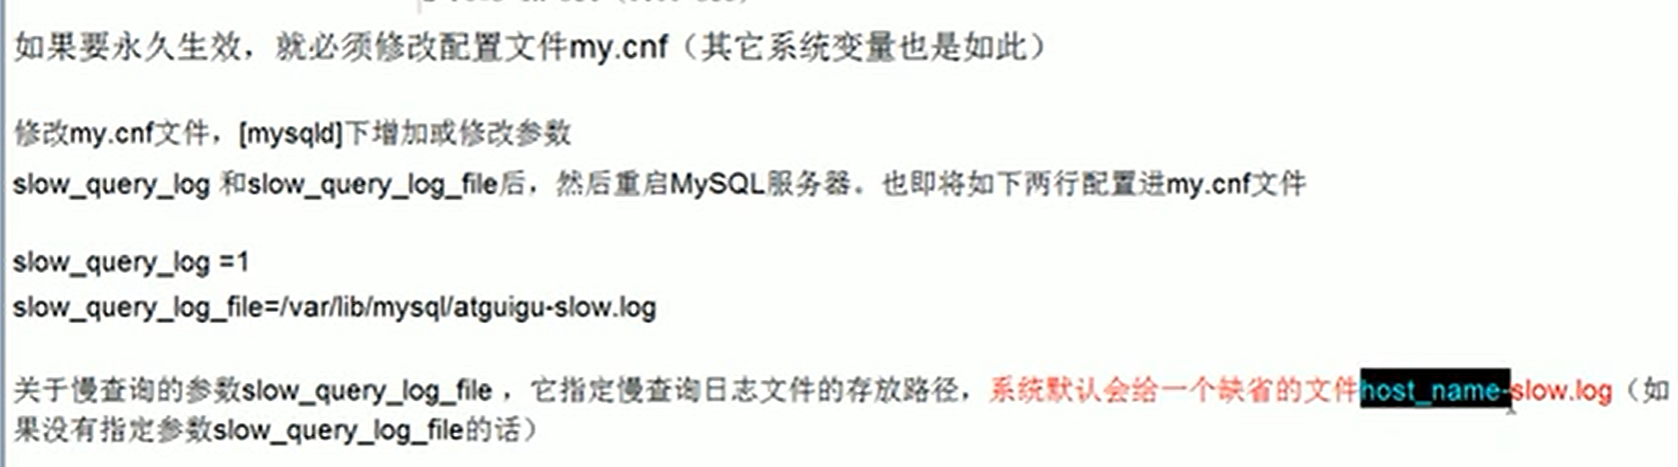 如果要永久生效，就必须修改配置文件my.cnf（其它系统变量也是如此）
修改my.cnf文件，[mysqld]下增加或修改参数
slow_query_log 和slow_query_log_file后，然后重启MySQL服务器。也即将如下两行配置进my.cnf文件
slow_query_log =1
slow_query_log_file=/var/lib/mysql/atguigu-slow.log
关于慢查询的参数slow_query_log_file ，它指定慢查询日志文件的存放路径，系统默认会给一个缺省的文件host_name-slow.log（如
果没有指定参数slow_query_log_file的话）